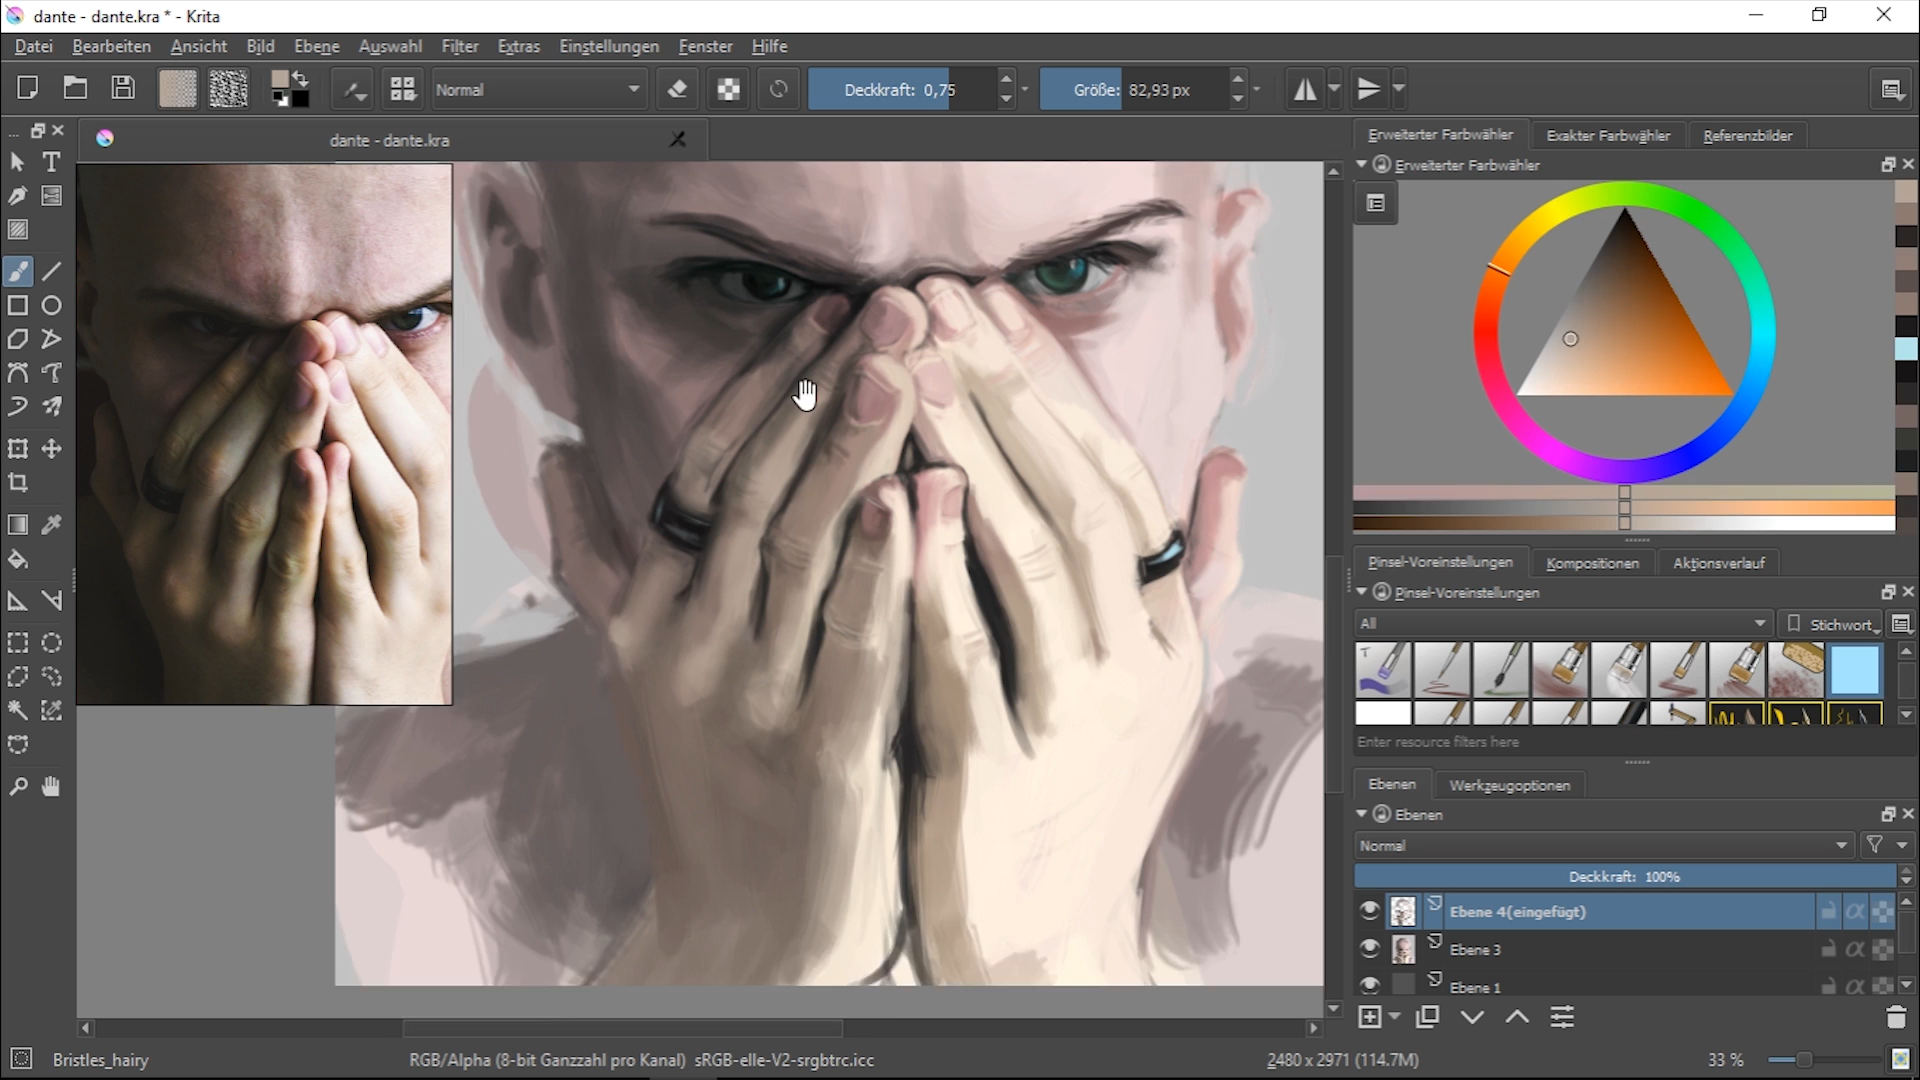 dante - dante.kra * - Krita
Datei Bearbeiten Ansicht Bild Ebene Auswahl Filter Extras Einstellungen Fenster Hilfe
Normal Deckkraft: 0,75 Größe: 82,93 px
dante - dante.kra
Erweiterter Farbwähler Exakter Farbwähler Referenzbilder
Erweiterter Farbwähler
Pinsel-Voreinstellungen Kompositionen Aktionsverlauf
Pinsel-Voreinstellungen
All Stichwort
Enter resource filters here
Ebenen Werkzeugoptionen
Ebenen
Normal
Deckkraft: 100%
Ebene 4(eingefügt)
Ebene 3
Ebene 1
Bristles_hairy RGB/Alpha (8-bit Ganzzahl pro Kanal) sRGB-elle-V2-srgbtrc.icc 2480 x 2971 (114.7M) 33 %